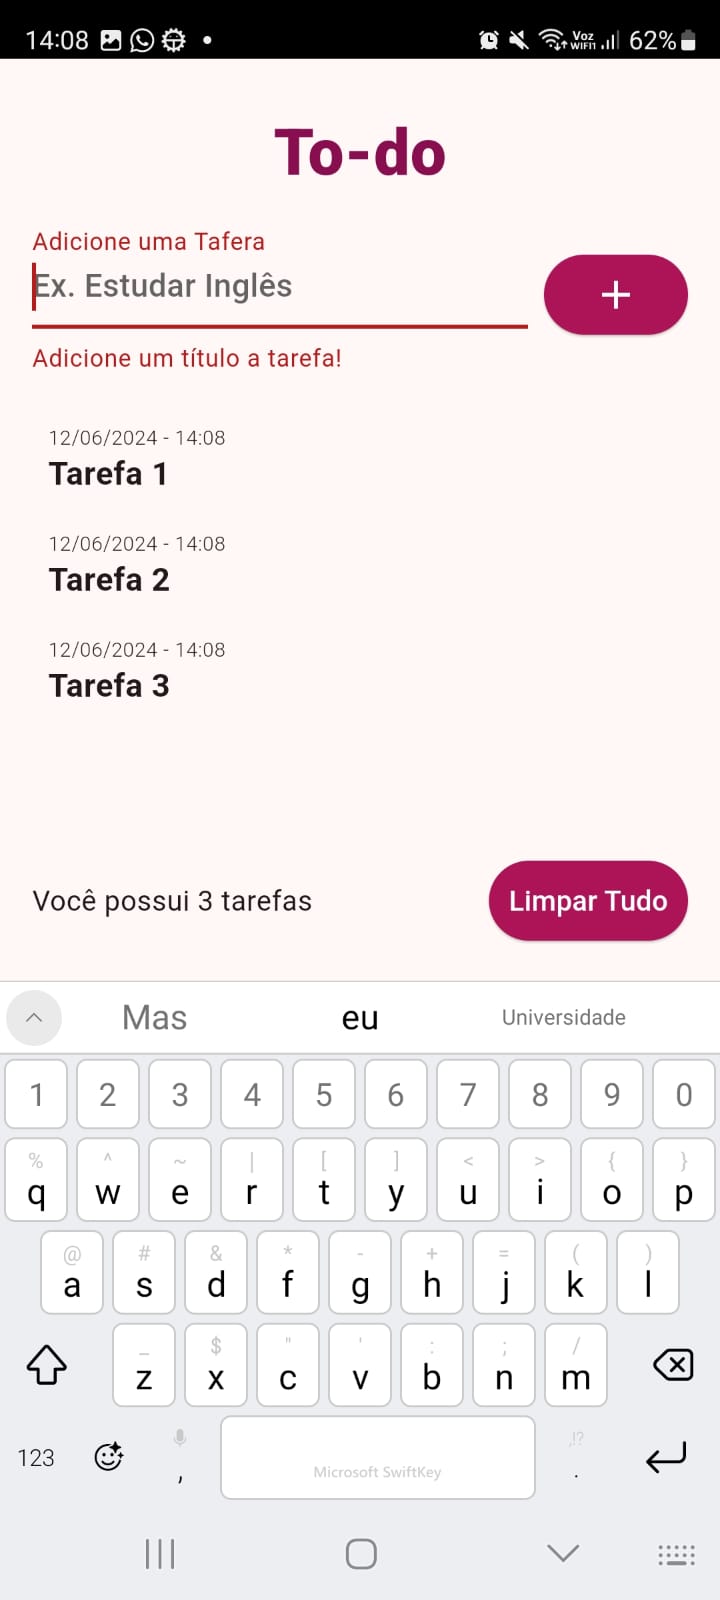 14:08
Voz
WIFI1
62%
To-do
Adicione uma Tafera
Ex. Estudar Inglês
+
Adicione um título a tarefa!
12/06/2024 - 14:08
Tarefa 1
12/06/2024 - 14:08
Tarefa 2
12/06/2024 - 14:08
Tarefa 3
Você possui 3 tarefas
Limpar Tudo
Mas eu Universidade
1 2 3 4 5 6 7 8 9 0
% ^ ~ | [ ] < > { }
q w e r t y u i o p
@ # & * - + = ( )
a s d f g h j k l
_ $ " ' : ; /
z x c v b n m
123 , Microsoft SwiftKey ,!? .